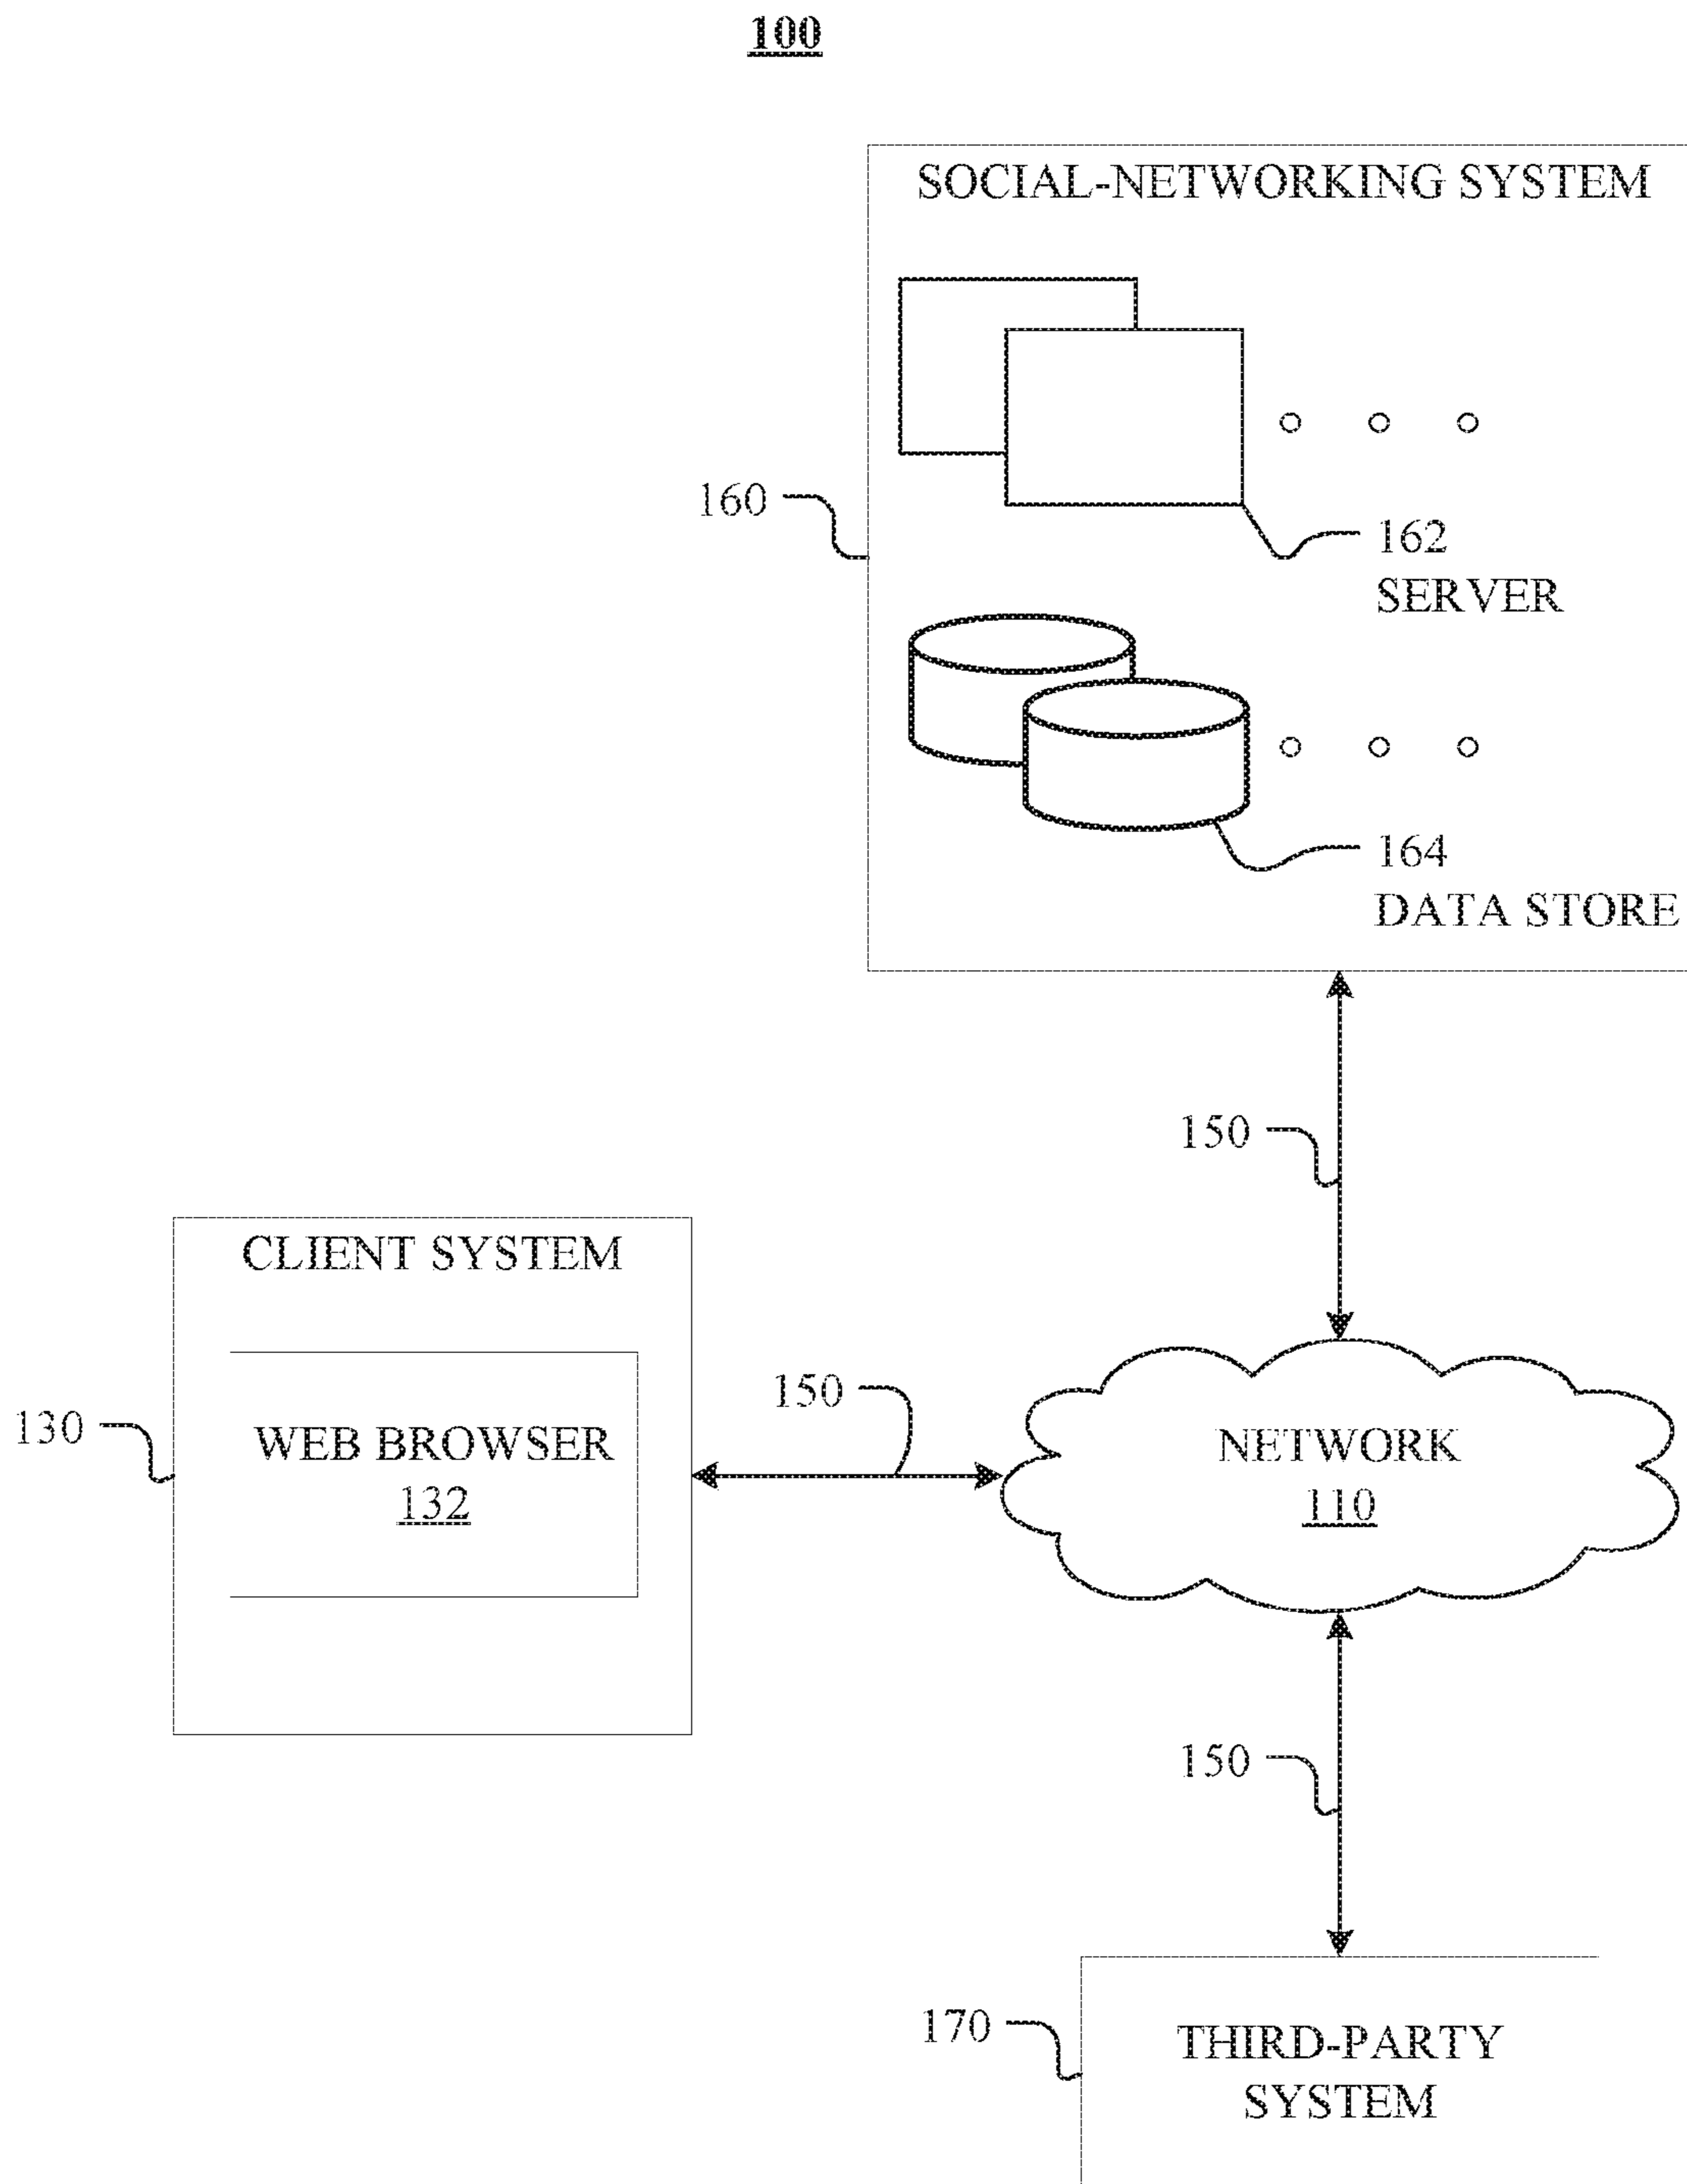 100
SOCIAL-NETWORKING SYSTEM
160
162
SERVER
164
DATA STORE
150
CLIENT SYSTEM
130
WEB BROWSER
132
150
NETWORK
110
150
170
THIRD-PARTY
SYSTEM